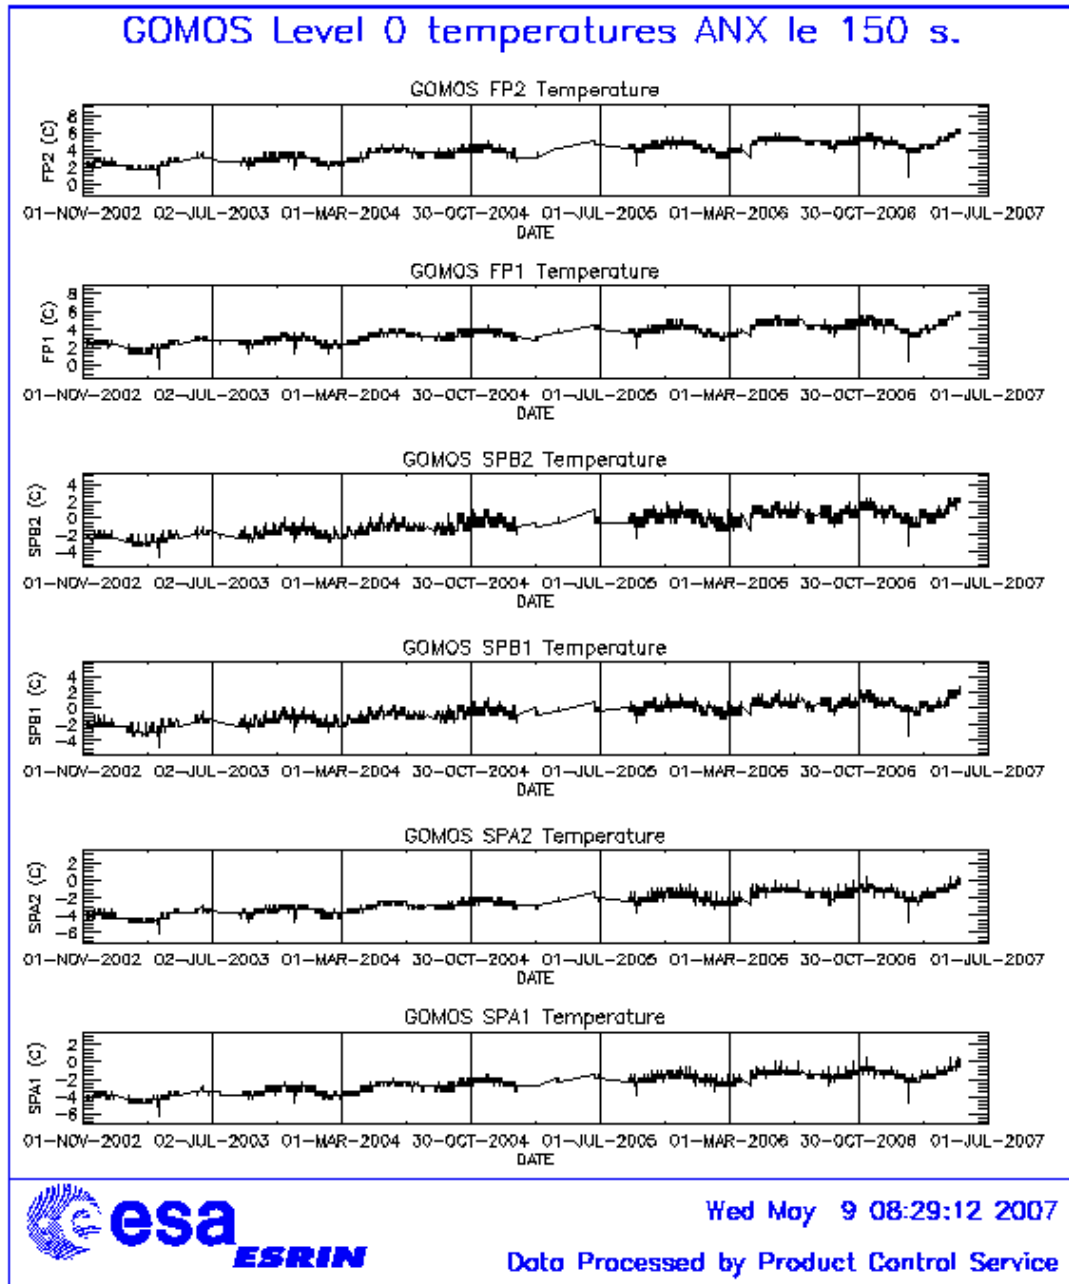 GOMOS Level 0 temperatures ANX le 150 s.
GOMOS FP2 Temperature
FP2 (C)
8
6
4
2
0
01-NOV-2002 02-JUL-2003 01-MAR-2004 30-OCT-2004 01-JUL-2005 01-MAR-2006 30-OCT-2006 01-JUL-2007
DATE
GOMOS FP1 Temperature
FP1 (C)
8
6
4
2
0
01-NOV-2002 02-JUL-2003 01-MAR-2004 30-OCT-2004 01-JUL-2005 01-MAR-2006 30-OCT-2006 01-JUL-2007
DATE
GOMOS SPB2 Temperature
SPB2 (C)
4
2
0
-2
-4
01-NOV-2002 02-JUL-2003 01-MAR-2004 30-OCT-2004 01-JUL-2005 01-MAR-2006 30-OCT-2006 01-JUL-2007
DATE
GOMOS SPB1 Temperature
SPB1 (C)
4
2
0
-2
-4
01-NOV-2002 02-JUL-2003 01-MAR-2004 30-OCT-2004 01-JUL-2005 01-MAR-2006 30-OCT-2006 01-JUL-2007
DATE
GOMOS SPA2 Temperature
SPA2 (C)
2
0
-2
-4
-6
01-NOV-2002 02-JUL-2003 01-MAR-2004 30-OCT-2004 01-JUL-2005 01-MAR-2006 30-OCT-2006 01-JUL-2007
DATE
GOMOS SPA1 Temperature
SPA1 (C)
2
0
-2
-4
-6
01-NOV-2002 02-JUL-2003 01-MAR-2004 30-OCT-2004 01-JUL-2005 01-MAR-2006 30-OCT-2006 01-JUL-2007
DATE
esa
ESRIN
Wed May 9 08:29:12 2007
Data Processed by Product Control Service